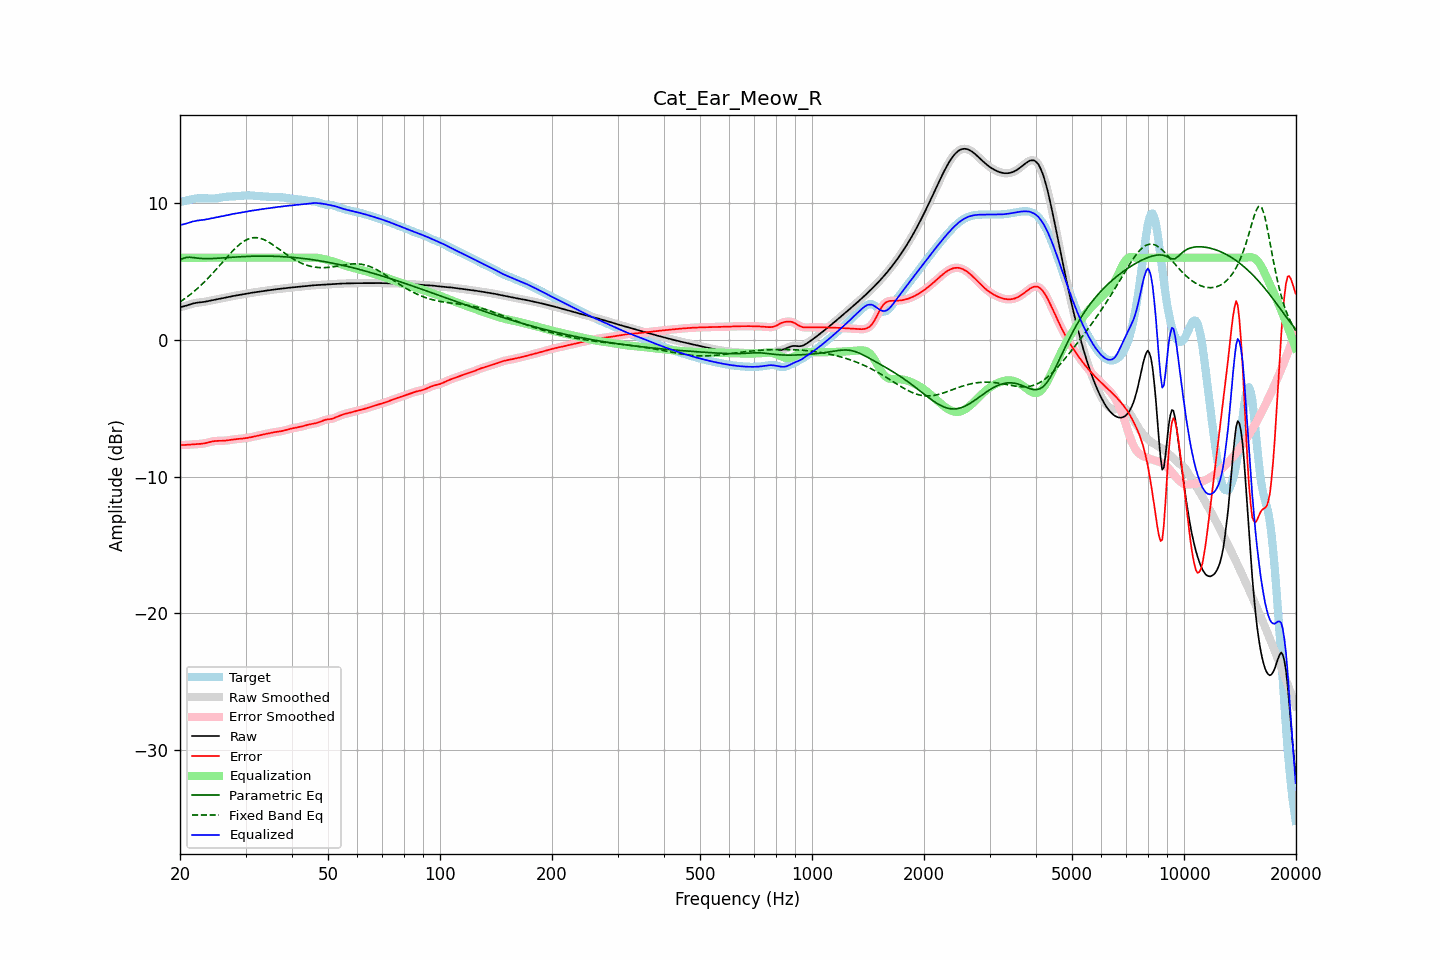 Cat_Ear_Meow_R
10
0
−10
−20
−30
Amplitude (dBr)
Target
Raw Smoothed
Error Smoothed
Raw
Error
Equalization
Parametric Eq
Fixed Band Eq
Equalized
20 50 100 200 500 1000 2000 5000 10000 20000
Frequency (Hz)